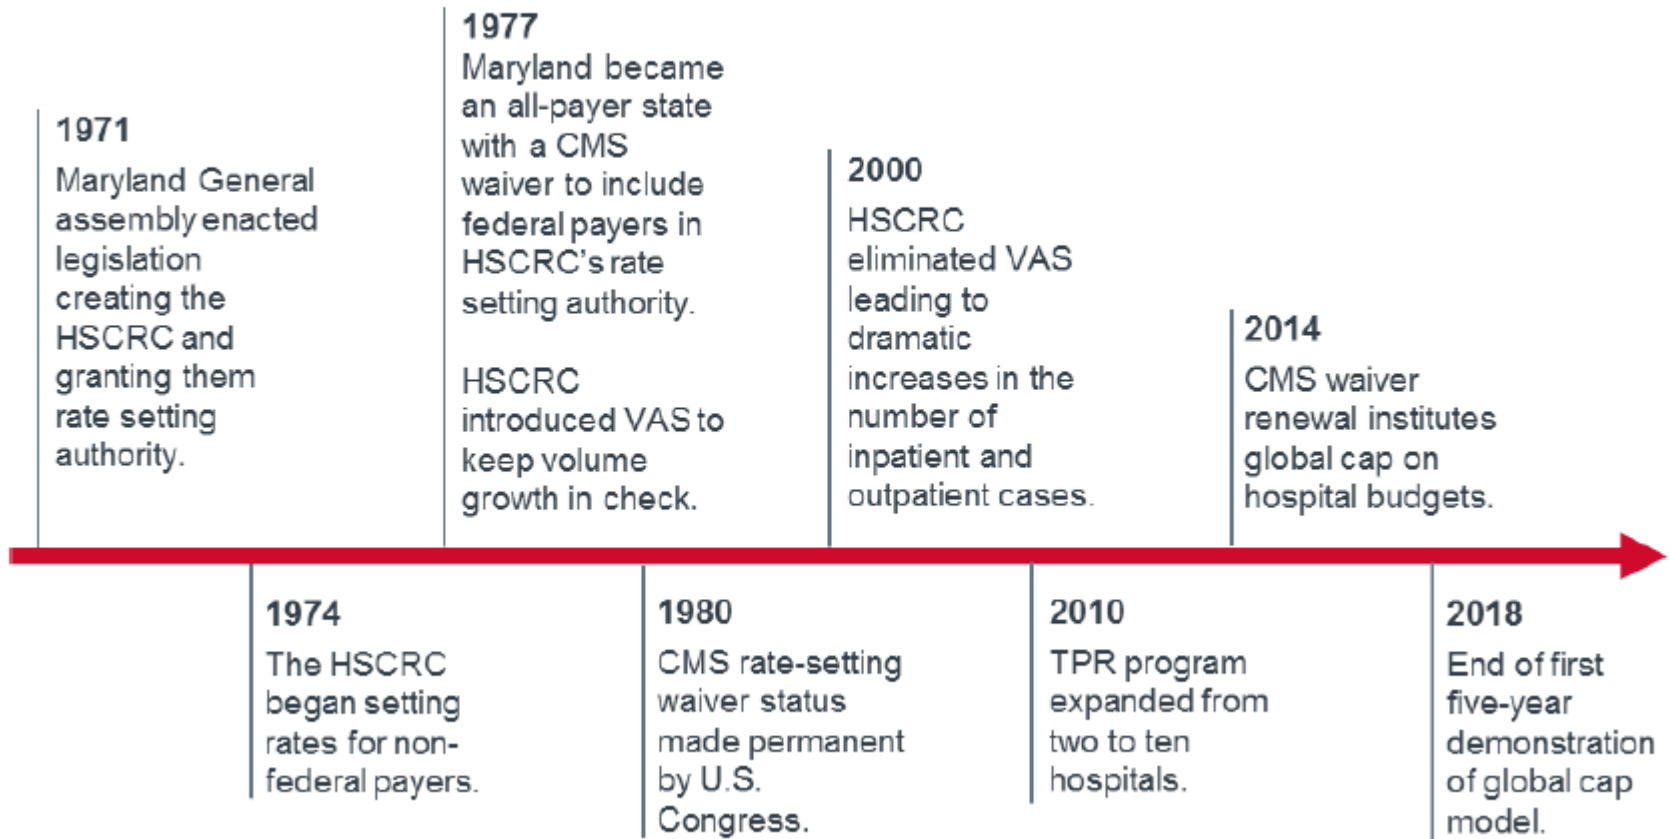 1971
Maryland General
assembly enacted
legislation
creating the
HSCRC and
granting them
rate setting
authority.
1974
The HSCRC
began setting
rates for non-
federal payers.
1977
Maryland became
an all-payer state
with a CMS
waiver to include
federal payers in
HSCRC's rate
setting authority.
HSCRC
introduced VAS to
keep volume
growth in check.
1980
CMS rate-setting
waiver status
made permanent
by U.S.
Congress.
2000
HSCRC
eliminated VAS
leading to
dramatic
increases in the
number of
inpatient and
outpatient cases.
2010
TPR program
expanded from
two to ten
hospitals.
2014
CMS waiver
renewal institutes
global cap on
hospital budgets.
2018
End of first
five-year
demonstration
of global cap
model.